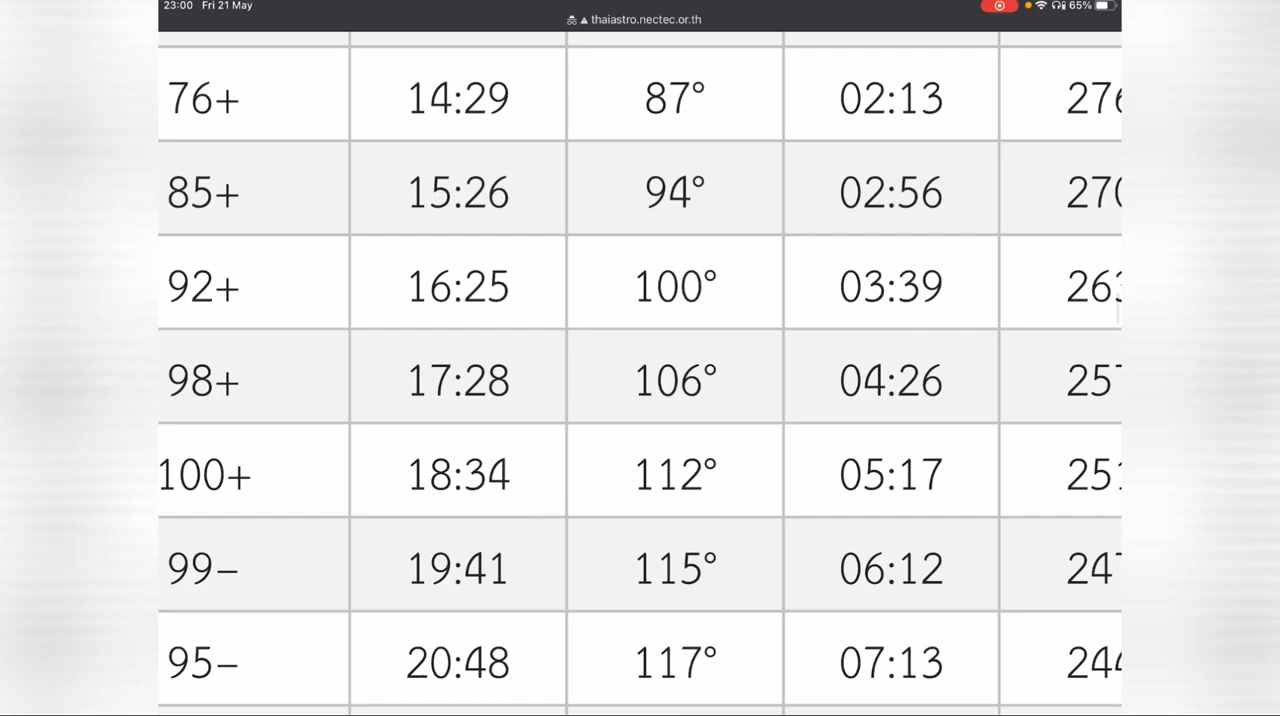 23:00 Fri 21 May 65%
thaiastro.nectec.or.th
76+ 14:29 87° 02:13
85+ 15:26 94° 02:56
92+ 16:25 100° 03:39
98+ 17:28 106° 04:26
100+ 18:34 112° 05:17
99– 19:41 115° 06:12
95– 20:48 117° 07:13